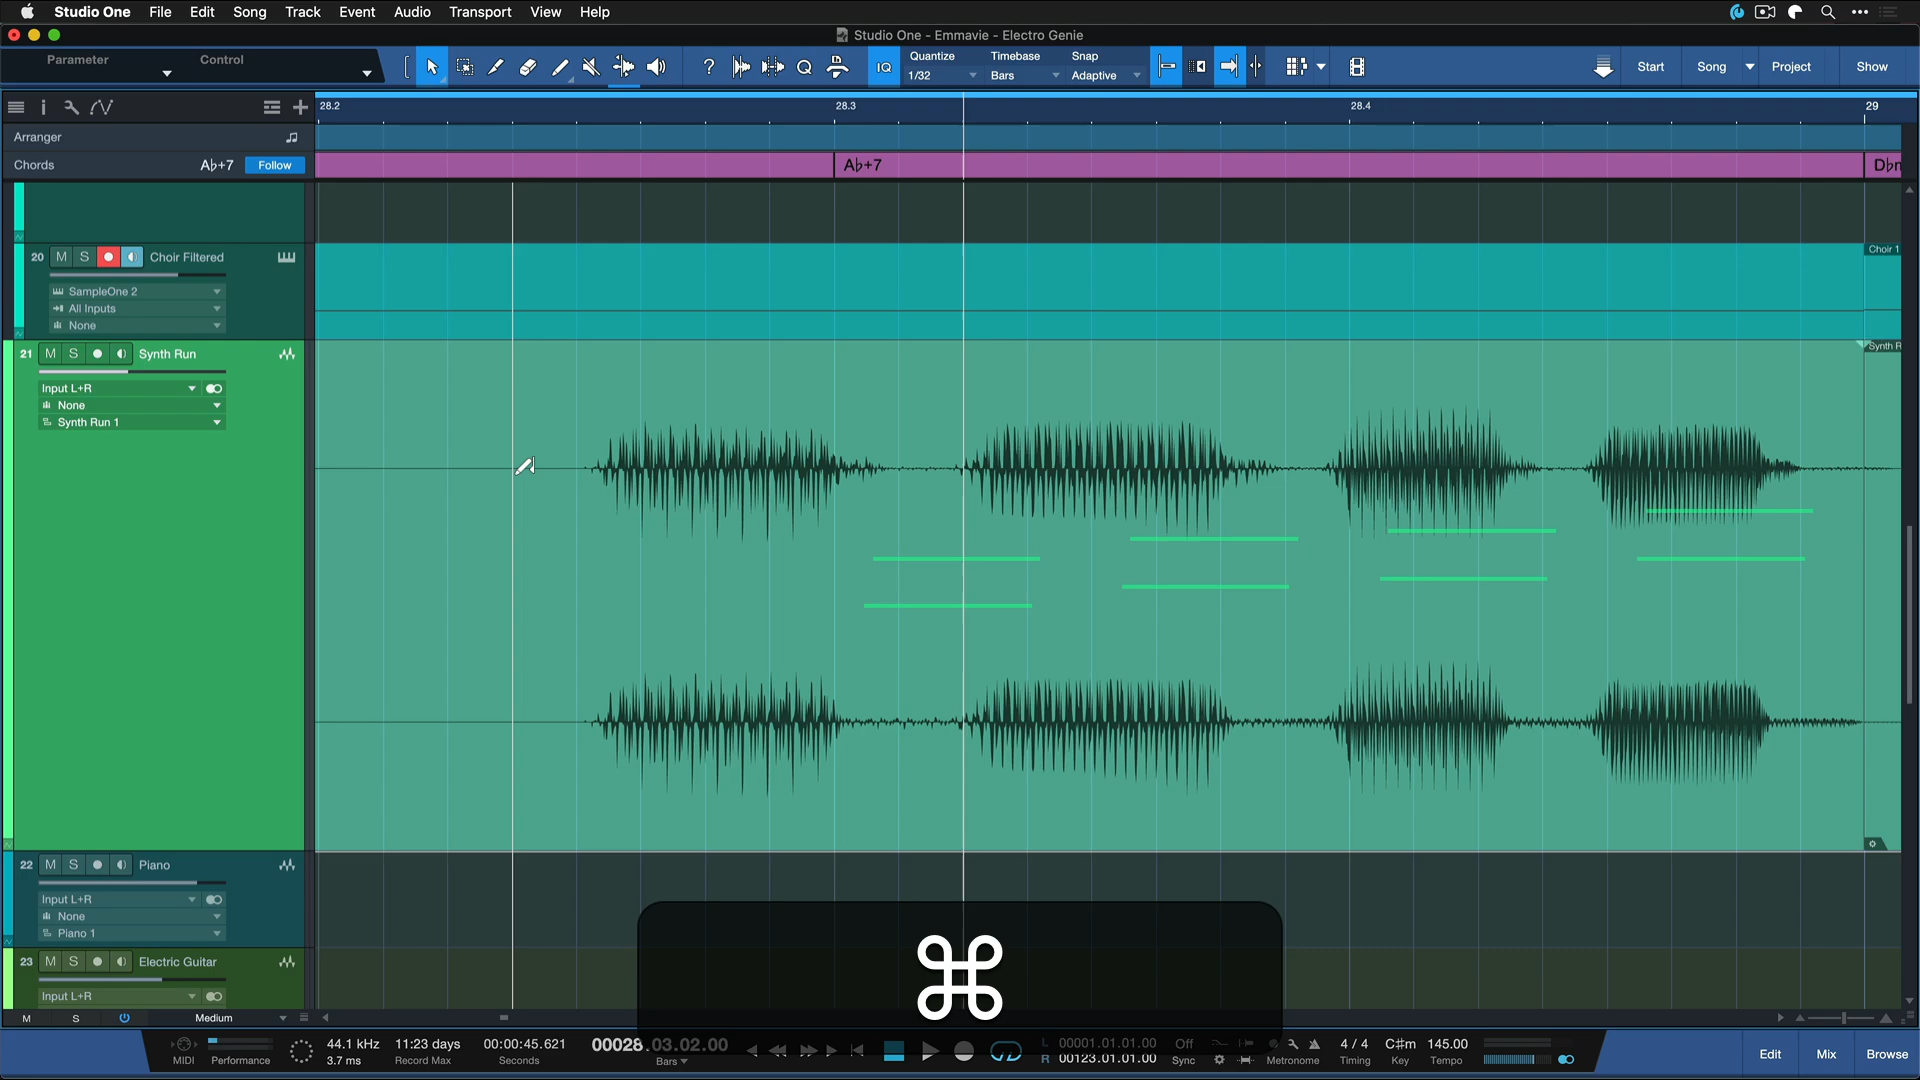 Studio One File Edit Song Track Event Audio Transport View Help
Studio One - Emmavie - Electro Genie
Parameter Control
Quantize Timebase Snap
IQ 1/32 Bars Adaptive
Start Song Project Show
28.2 28.3 28.4 29
Arranger
Chords A♭+7 Follow
A♭+7
20 M S Choir Filtered
Choir 1
SampleOne 2
All Inputs
None
21 M S Synth Run
Synth R
Input L+R
None
Synth Run 1
22 M S Piano
Input L+R
None
Piano 1
23 M S Electric Guitar
Input L+R
M S Medium
MIDI Performance
44.1 kHz
3.7 ms
11:23 days
Record Max
00:00:45.621
Seconds
00028.03.02.00
Bars
L 00001.01.01.00
R 00123.01.01.00
Off
Sync
Metronome
4 / 4
Timing
C#m
Key
145.00
Tempo
Edit Mix Browse